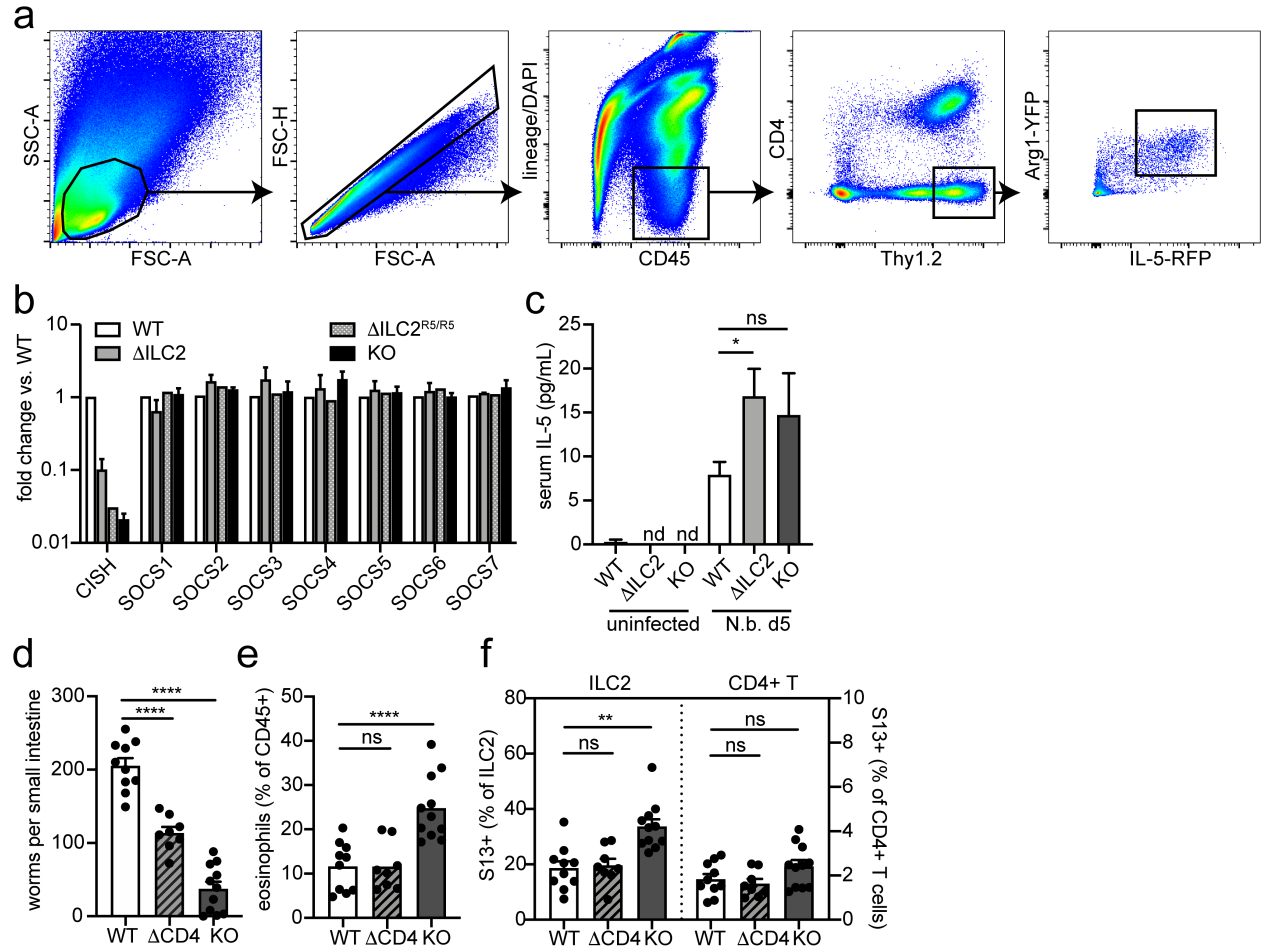 a
SSC-A
FSC-A
FSC-H
FSC-A
lineage/DAPI
CD45
CD4
Thy1.2
Arg1-YFP
IL-5-RFP
b
fold change vs. WT
10
1
0.1
0.01
WT
ΔILC2
ΔILC2R5/R5
KO
CISH
SOCS1
SOCS2
SOCS3
SOCS4
SOCS5
SOCS6
SOCS7
c
serum IL-5 (pg/mL)
25
20
15
10
5
0
ns
*
nd nd
WT ΔILC2 KO WT ΔILC2 KO
uninfected N.b. d5
d
worms per small intestine
300
200
100
0
****
****
WT ΔCD4 KO
e
eosinophils (% of CD45+)
50
40
30
20
10
0
****
ns
WT ΔCD4 KO
f
ILC2 CD4+ T
S13+ (% of ILC2)
80
60
40
20
0
**
ns
ns
ns
10
8
6
4
2
0
S13+ (% of CD4+ T cells)
WT ΔCD4 KO WT ΔCD4 KO